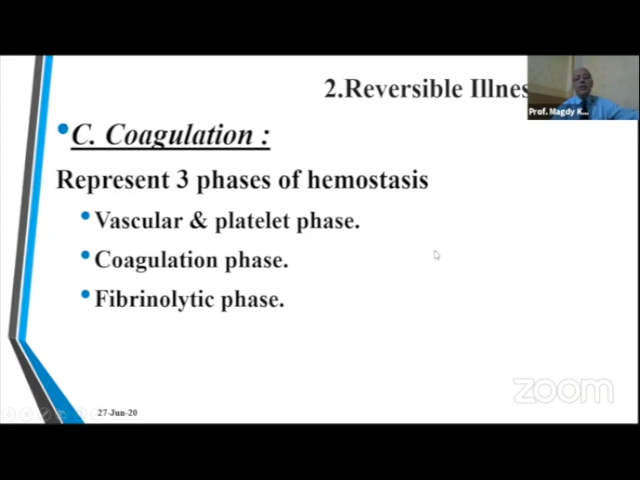 2.Reversible Illnes
Prof. Magdy K...
C. Coagulation :
Represent 3 phases of hemostasis
Vascular & platelet phase.
Coagulation phase.
Fibrinolytic phase.
zoom
27-Jun-20